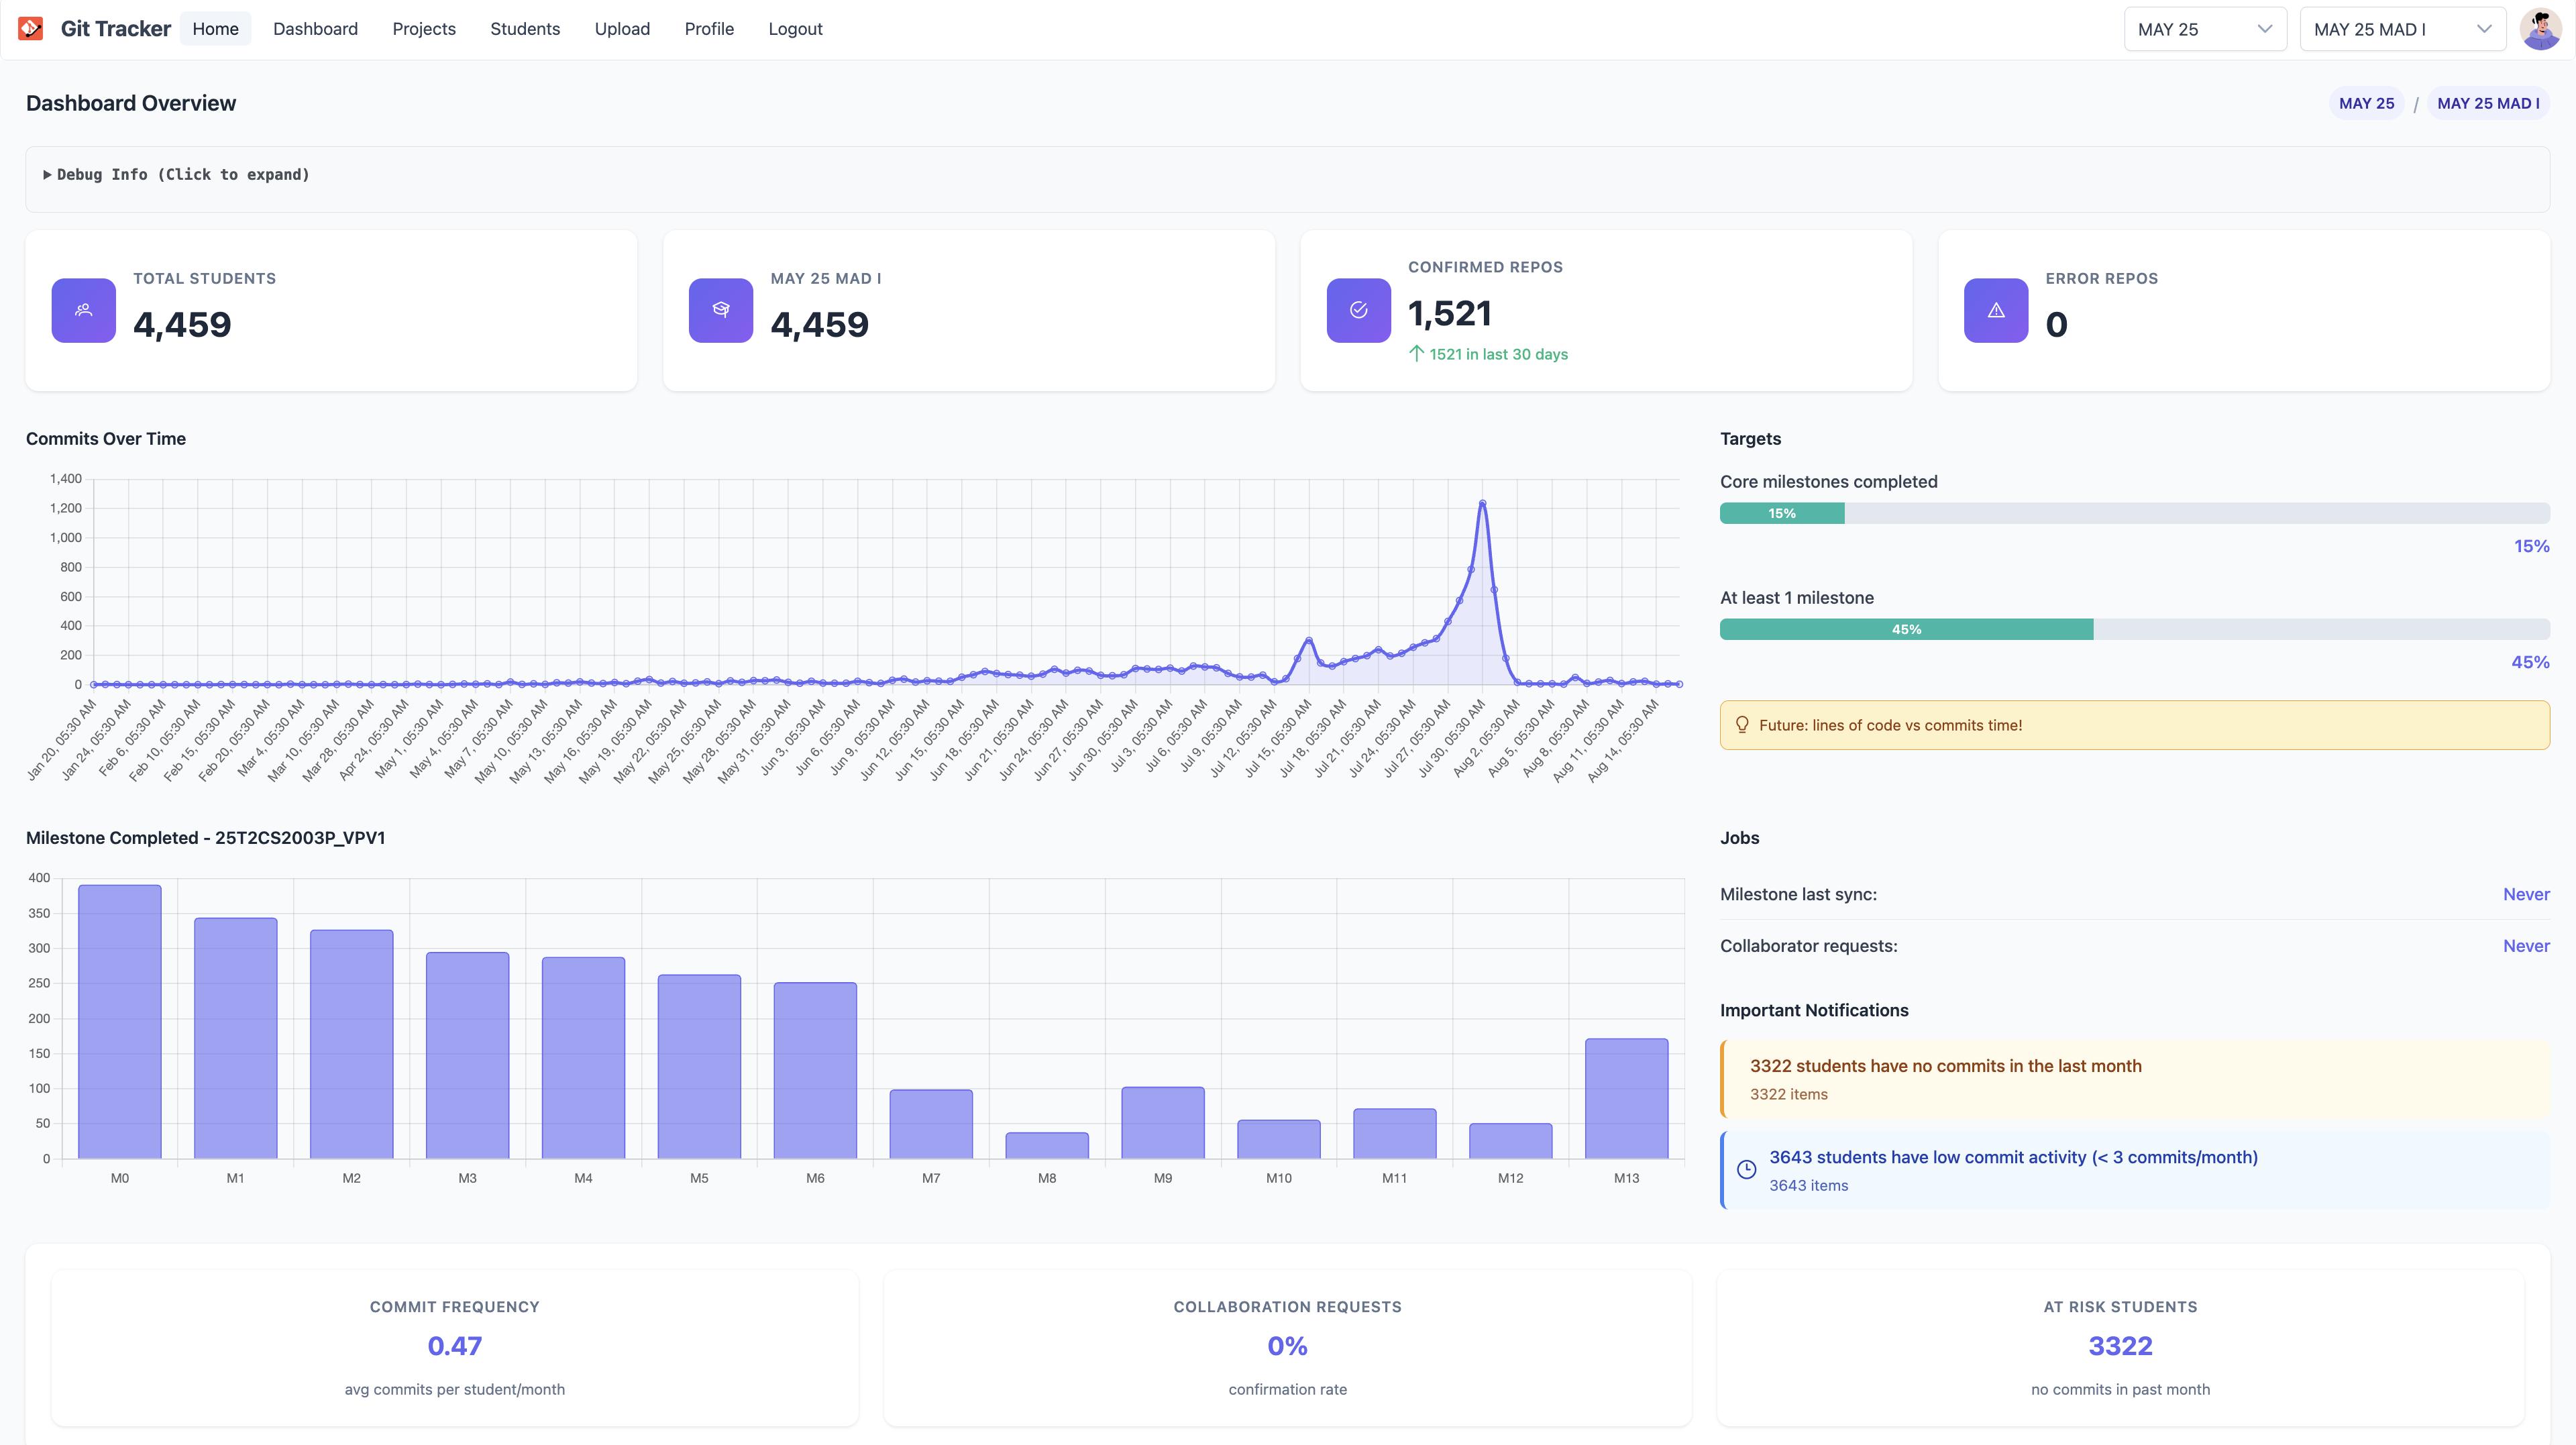 Git Tracker
Home Dashboard Projects Students Upload Profile Logout
MAY 25
MAY 25 MAD I
Dashboard Overview
MAY 25 / MAY 25 MAD I
Debug Info (Click to expand)
TOTAL STUDENTS
4,459
MAY 25 MAD I
4,459
CONFIRMED REPOS
1,521
1521 in last 30 days
ERROR REPOS
0
Commits Over Time
1,400
1,200
1,000
800
600
400
200
0
Jan 20, 05:30 AM
Jan 24, 05:30 AM
Feb 6, 05:30 AM
Feb 10, 05:30 AM
Feb 15, 05:30 AM
Feb 20, 05:30 AM
Mar 4, 05:30 AM
Mar 10, 05:30 AM
Mar 28, 05:30 AM
Apr 24, 05:30 AM
May 1, 05:30 AM
May 4, 05:30 AM
May 7, 05:30 AM
May 10, 05:30 AM
May 13, 05:30 AM
May 16, 05:30 AM
May 19, 05:30 AM
May 22, 05:30 AM
May 25, 05:30 AM
May 28, 05:30 AM
May 31, 05:30 AM
Jun 3, 05:30 AM
Jun 6, 05:30 AM
Jun 9, 05:30 AM
Jun 12, 05:30 AM
Jun 15, 05:30 AM
Jun 18, 05:30 AM
Jun 21, 05:30 AM
Jun 24, 05:30 AM
Jun 27, 05:30 AM
Jun 30, 05:30 AM
Jul 3, 05:30 AM
Jul 6, 05:30 AM
Jul 9, 05:30 AM
Jul 12, 05:30 AM
Jul 15, 05:30 AM
Jul 18, 05:30 AM
Jul 21, 05:30 AM
Jul 24, 05:30 AM
Jul 27, 05:30 AM
Jul 30, 05:30 AM
Aug 2, 05:30 AM
Aug 5, 05:30 AM
Aug 8, 05:30 AM
Aug 11, 05:30 AM
Aug 14, 05:30 AM
Targets
Core milestones completed
15%
15%
At least 1 milestone
45%
45%
Future: lines of code vs commits time!
Milestone Completed - 25T2CS2003P_VPV1
400
350
300
250
200
150
100
50
0
M0 M1 M2 M3 M4 M5 M6 M7 M8 M9 M10 M11 M12 M13
Jobs
Milestone last sync: Never
Collaborator requests: Never
Important Notifications
3322 students have no commits in the last month
3322 items
3643 students have low commit activity (< 3 commits/month)
3643 items
COMMIT FREQUENCY
0.47
avg commits per student/month
COLLABORATION REQUESTS
0%
confirmation rate
AT RISK STUDENTS
3322
no commits in past month